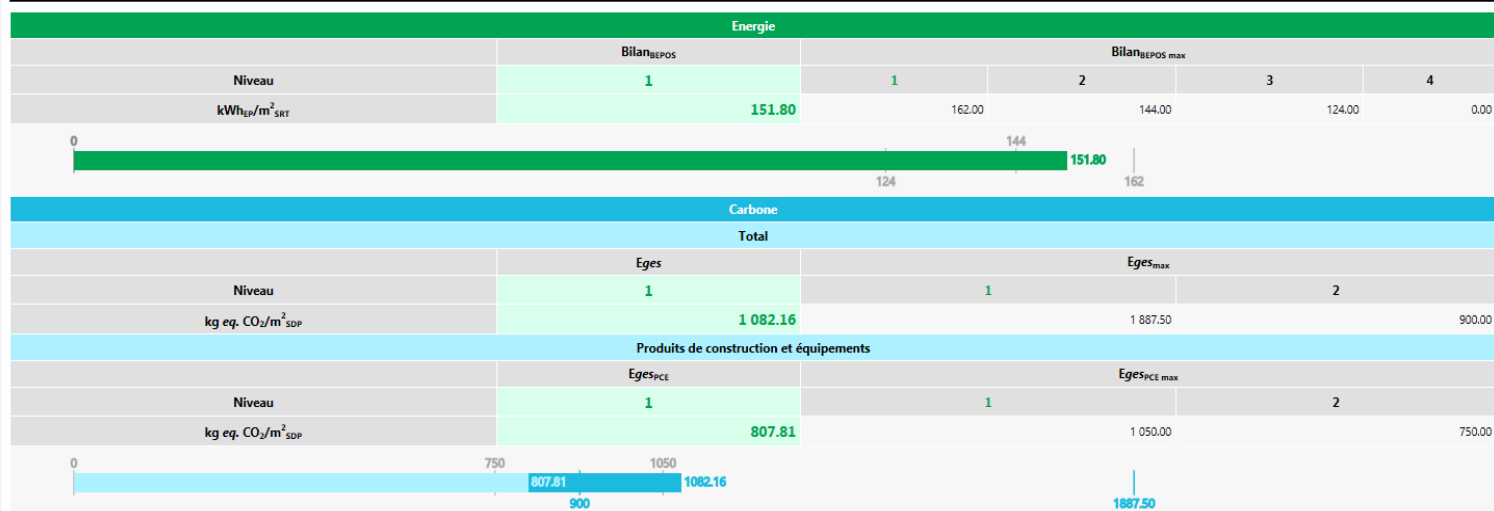 Energie
BilanBEPOS BilanBEPOS max
Niveau 1 1 2 3 4
kWhEP/m²SRT 151.80 162.00 144.00 124.00 0.00
0 144
151.80
124 162
Carbone
Total
Eges Egesmax
Niveau 1 1 2
kg eq. CO₂/m²SDP 1 082.16 1 887.50 900.00
Produits de construction et équipements
EgesPCE EgesPCE max
Niveau 1 1 2
kg eq. CO₂/m²SDP 807.81 1 050.00 750.00
0 750 1050
807.81 1082.16
900 1887.50